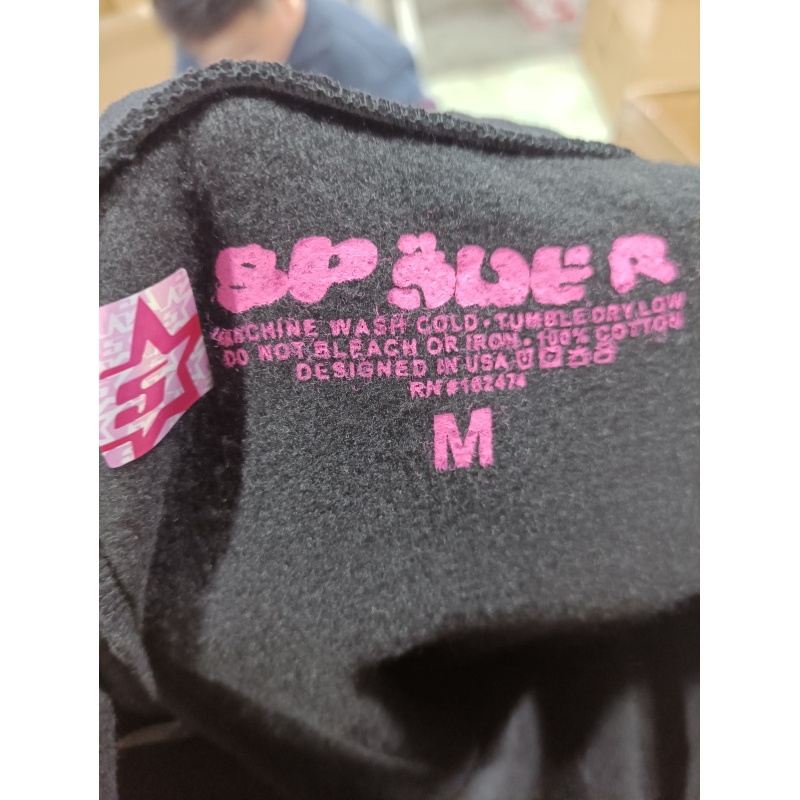 SP5DER
MACHINE WASH COLD • TUMBLE DRY LOW
DO NOT BLEACH OR IRON • 100% COTTON
DESIGNED IN USA
RN#162474
M